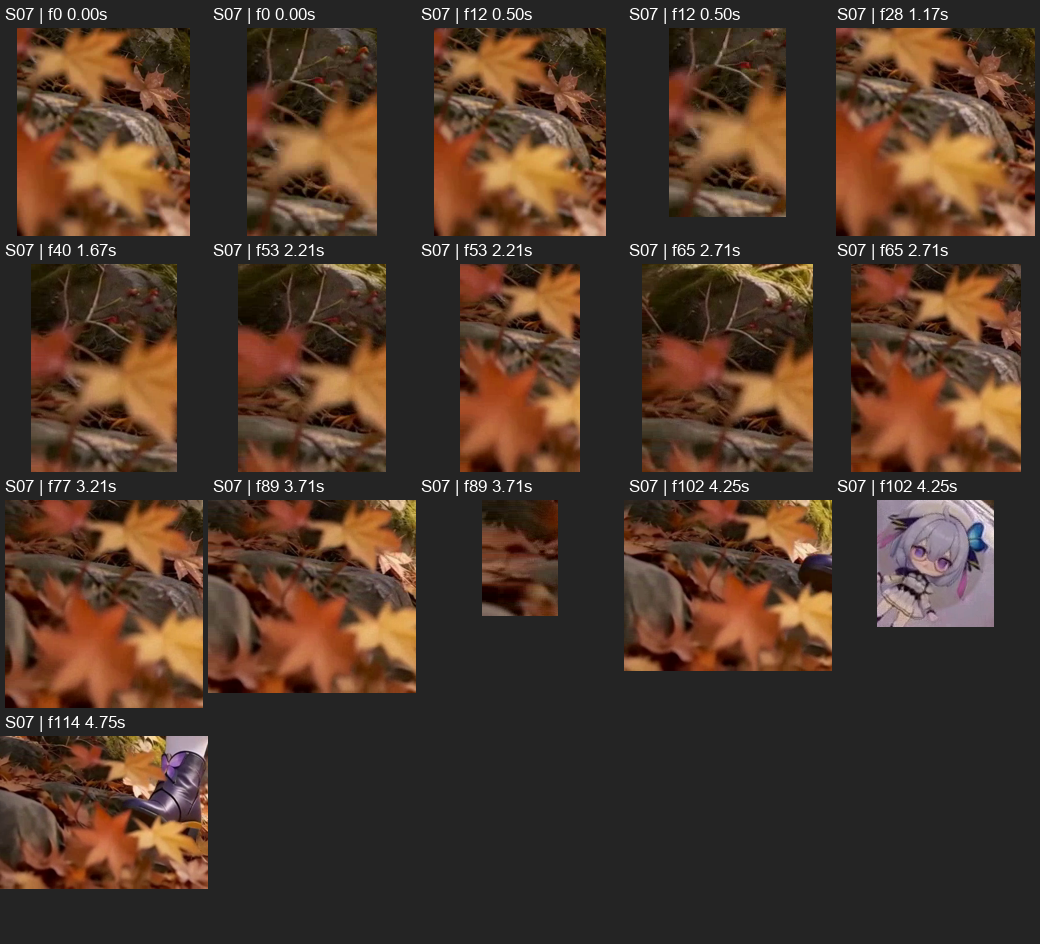 S07 | f0 0.00s
S07 | f0 0.00s
S07 | f12 0.50s
S07 | f12 0.50s
S07 | f28 1.17s
S07 | f40 1.67s
S07 | f53 2.21s
S07 | f53 2.21s
S07 | f65 2.71s
S07 | f65 2.71s
S07 | f77 3.21s
S07 | f89 3.71s
S07 | f89 3.71s
S07 | f102 4.25s
S07 | f102 4.25s
S07 | f114 4.75s